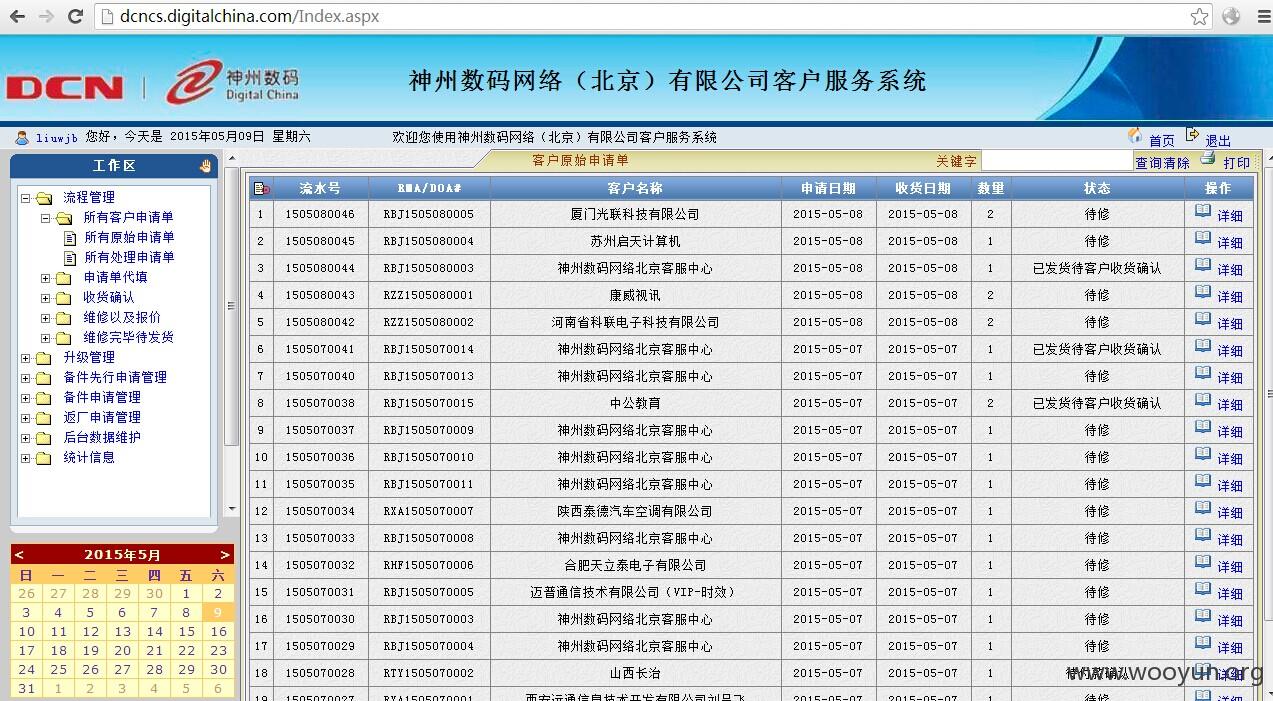 dcncs.digitalchina.com/Index.aspx
DCN 神州数码 Digital China 神州数码网络（北京）有限公司客户服务系统
liuwjb 您好，今天是 2015年05月09日 星期六 欢迎您使用神州数码网络（北京）有限公司客户服务系统 首页 退出
工作区
流程管理
所有客户申请单
所有原始申请单
所有处理申请单
申请单代填
收货确认
维修以及报价
维修完毕待发货
升级管理
备件先行申请管理
备件申请管理
返厂申请管理
后台数据维护
统计信息
< 2015年5月 >
日 一 二 三 四 五 六
26 27 28 29 30 1 2
3 4 5 6 7 8 9
10 11 12 13 14 15 16
17 18 19 20 21 22 23
24 25 26 27 28 29 30
31 1 2 3 4 5 6
客户原始申请单 关键字 查询清除 打印
流水号 RMA/DOA# 客户名称 申请日期 收货日期 数量 状态 操作
1 1505080046 RBJ1505080005 厦门光联科技有限公司 2015-05-08 2015-05-08 2 待修 详细
2 1505080045 RBJ1505080004 苏州启天计算机 2015-05-08 2015-05-08 1 待修 详细
3 1505080044 RBJ1505080003 神州数码网络北京客服中心 2015-05-08 2015-05-08 1 已发货待客户收货确认 详细
4 1505080043 RZZ1505080001 康威视讯 2015-05-08 2015-05-08 2 待修 详细
5 1505080042 RZZ1505080002 河南省科联电子科技有限公司 2015-05-08 2015-05-08 2 待修 详细
6 1505070041 RBJ1505070014 神州数码网络北京客服中心 2015-05-07 2015-05-07 1 已发货待客户收货确认 详细
7 1505070040 RBJ1505070013 神州数码网络北京客服中心 2015-05-07 2015-05-07 1 待修 详细
8 1505070038 RBJ1505070015 中公教育 2015-05-07 2015-05-07 2 已发货待客户收货确认 详细
9 1505070037 RBJ1505070009 神州数码网络北京客服中心 2015-05-07 2015-05-07 1 待修 详细
10 1505070036 RBJ1505070010 神州数码网络北京客服中心 2015-05-07 2015-05-07 1 待修 详细
11 1505070035 RBJ1505070011 神州数码网络北京客服中心 2015-05-07 2015-05-07 1 待修 详细
12 1505070034 RXA1505070007 陕西泰德汽车空调有限公司 2015-05-07 2015-05-07 1 待修 详细
13 1505070033 RBJ1505070008 神州数码网络北京客服中心 2015-05-07 2015-05-07 1 待修 详细
14 1505070032 RHF1505070006 合肥天立泰电子有限公司 2015-05-07 2015-05-07 1 待修 详细
15 1505070031 RBJ1505070005 迈普通信技术有限公司（VIP-时效） 2015-05-07 2015-05-07 1 待修 详细
16 1505070030 RBJ1505070003 神州数码网络北京客服中心 2015-05-07 2015-05-07 1 待修 详细
17 1505070029 RBJ1505070004 神州数码网络北京客服中心 2015-05-07 2015-05-07 1 待修 详细
18 1505070028 RTY1505070002 山西长治 2015-05-07 2015-05-07 1 详细
19 1505070027 RXA1505070001 西安远通信息技术开发有限公司刘吊飞 2015-05-07 2015-05-07 1 待修 详细
www.wooyun.org